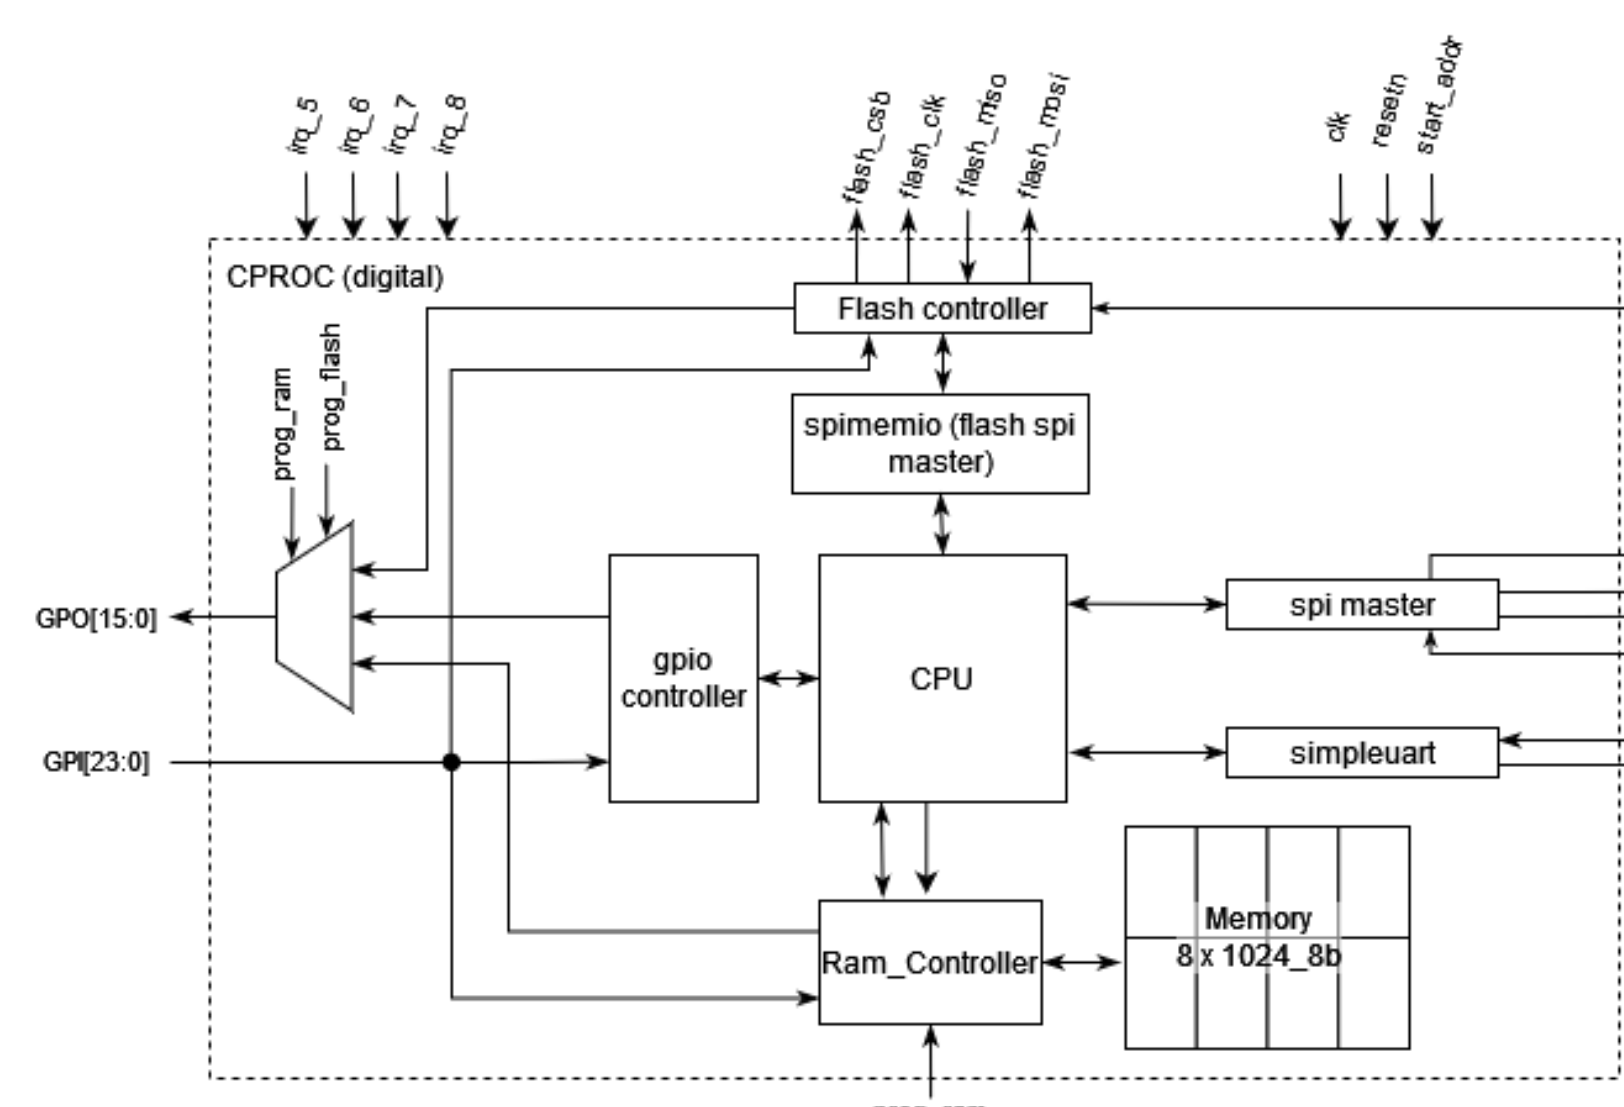 irq_5
irq_6
irq_7
irq_8
flash_csb
flash_clk
flash_miso
flash_mosi
clk
resetn
start_addr
CPROC (digital)
Flash controller
prog_ram
prog_flash
spimemio (flash spi
master)
GPO[15:0]
gpio
controller
CPU
spi master
GPI[23:0]
simpleuart
Memory
8 x 1024_8b
Ram_Controller